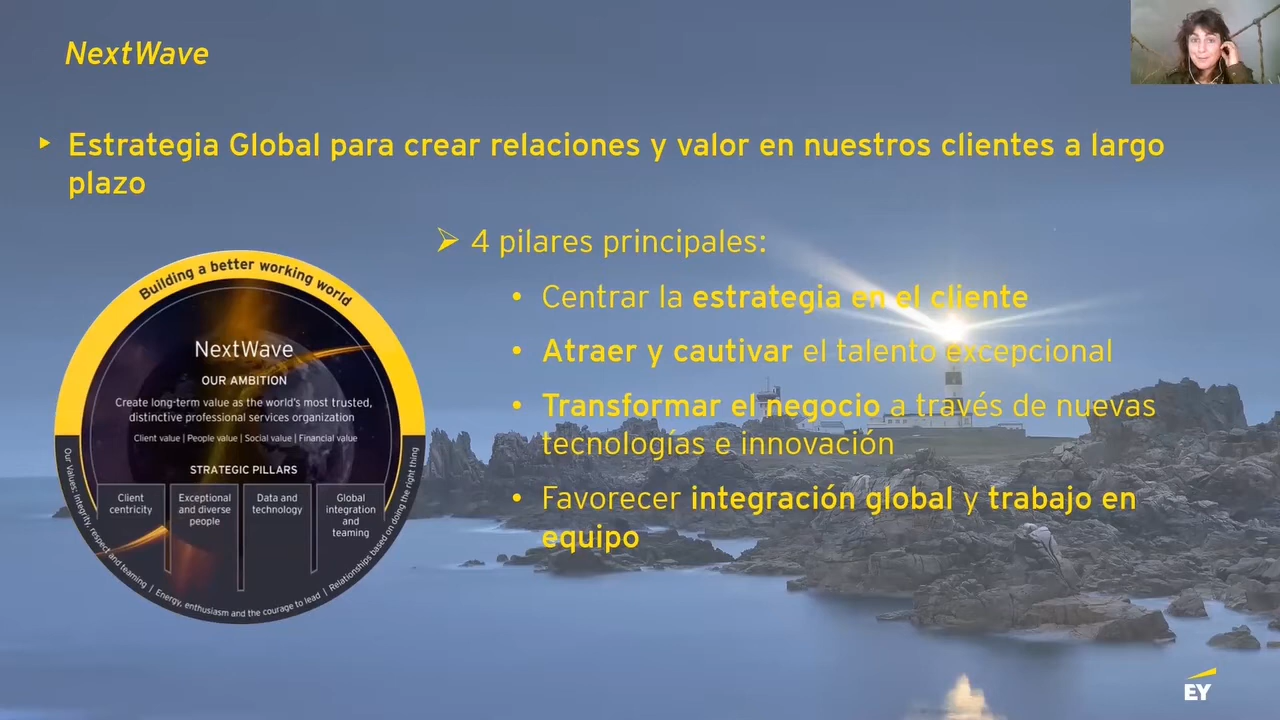 NextWave
Estrategia Global para crear relaciones y valor en nuestros clientes a largo
plazo
4 pilares principales:
Centrar la estrategia en el cliente
Atraer y cautivar el talento excepcional
Transformar el negocio a través de nuevas
tecnologías e innovación
Favorecer integración global y trabajo en
equipo
Building a better working world
NextWave
OUR AMBITION
Create long-term value as the world's most trusted,
distinctive professional services organization
Client value | People value | Social value | Financial value
STRATEGIC PILLARS
Client
centricity
Exceptional
and diverse
people
Data and
technology
Global
integration
and
teaming
Our Values: Integrity, respect and teaming | Energy, enthusiasm and the courage to lead | Relationships based on doing the right thing
EY